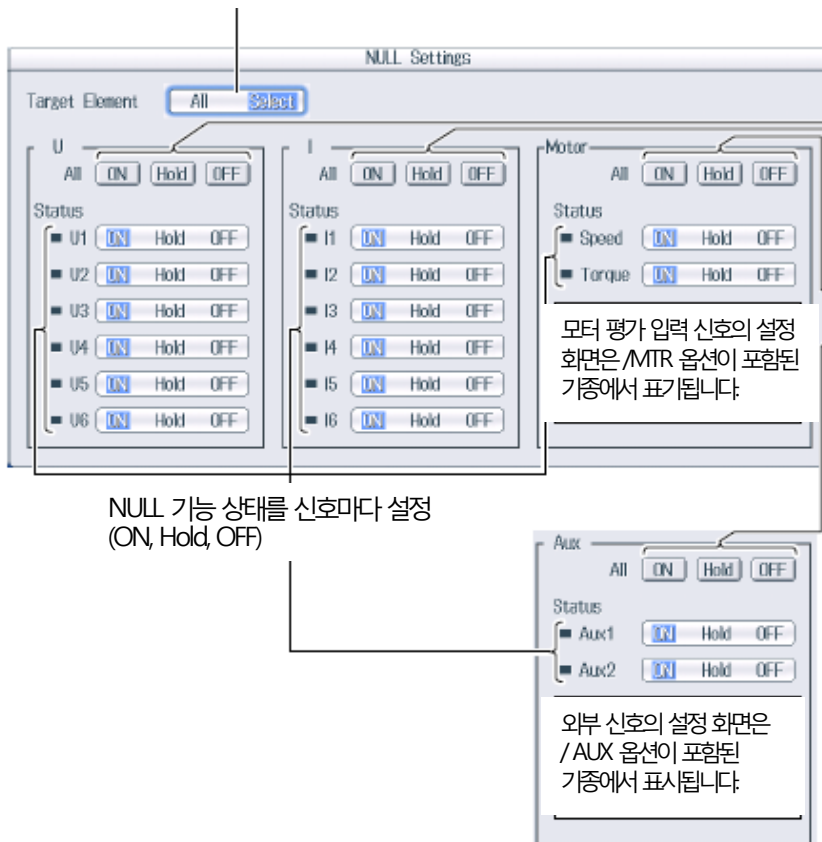 NULL Settings
Target Element All Select
U
All ON Hold OFF
Status
U1 ON Hold OFF
U2 ON Hold OFF
U3 ON Hold OFF
U4 ON Hold OFF
U5 ON Hold OFF
U6 ON Hold OFF
I
All ON Hold OFF
Status
I1 ON Hold OFF
I2 ON Hold OFF
I3 ON Hold OFF
I4 ON Hold OFF
I5 ON Hold OFF
I6 ON Hold OFF
Motor
All ON Hold OFF
Status
Speed ON Hold OFF
Torque ON Hold OFF
모터 평가 입력 신호의 설정
화면은 /MTR 옵션이 포함된
기종에서 표기됩니다.
NULL 기능 상태를 신호마다 설정
(ON, Hold, OFF)
Aux
All ON Hold OFF
Status
Aux1 ON Hold OFF
Aux2 ON Hold OFF
외부 신호의 설정 화면은
/ AUX 옵션이 포함된
기종에서 표시됩니다.